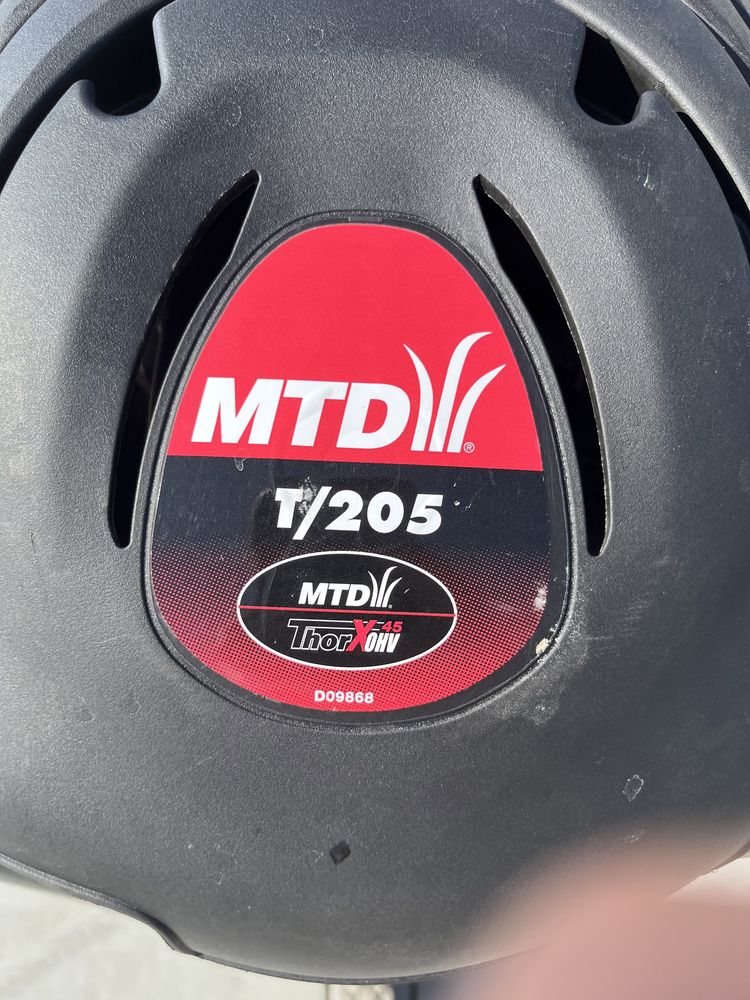 MTD®
T/205
MTD®
ThorX 45
OHV
D09868